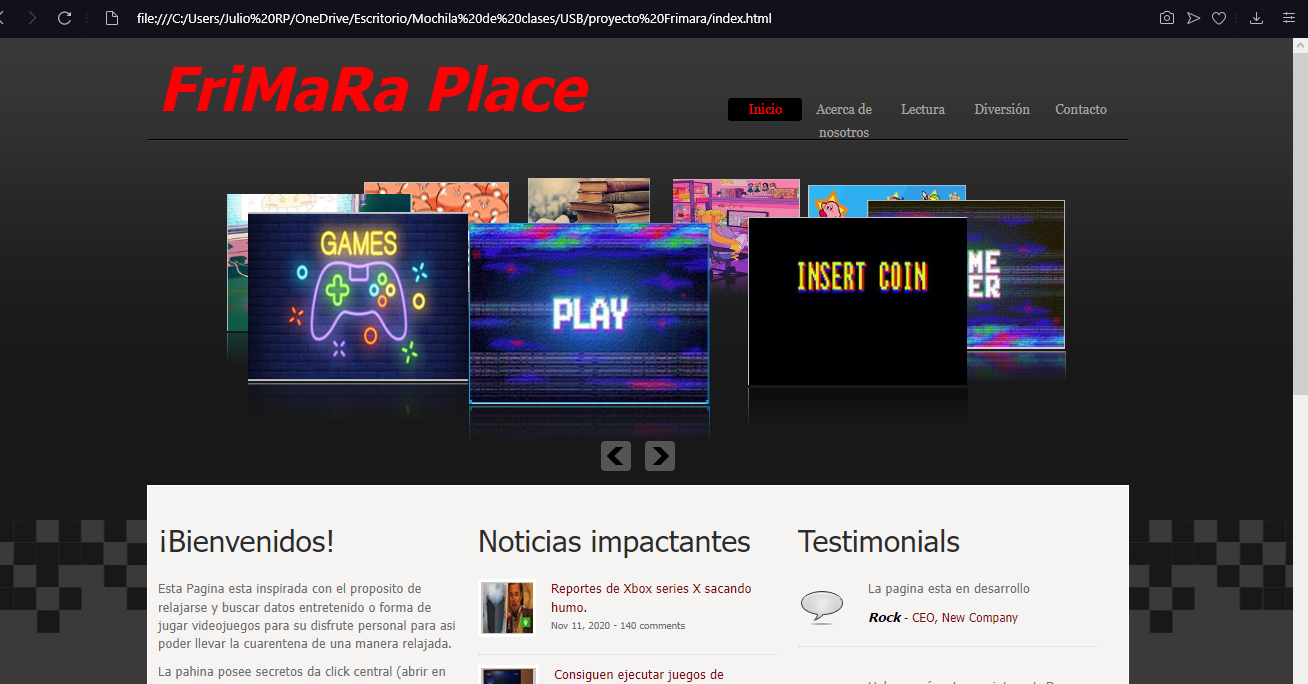 file:///C:/Users/Julio%20RP/OneDrive/Escritorio/Mochila%20de%20clases/USB/proyecto%20Frimara/index.html
FriMaRa Place
Inicio
Acerca de
nosotros
Lectura
Diversión
Contacto
GAMES
PLAY
INSERT COIN
ME
ER
¡Bienvenidos!
Esta Pagina esta inspirada con el proposito de
relajarse y buscar datos entretenido o forma de
jugar videojuegos para su disfrute personal para asi
poder llevar la cuarentena de una manera relajada.
La pahina posee secretos da click central (abrir en
Noticias impactantes
Reportes de Xbox series X sacando
humo.
Nov 11, 2020 - 140 comments
Consiguen ejecutar juegos de
Testimonials
La pagina esta en desarrollo
Rock - CEO, New Company